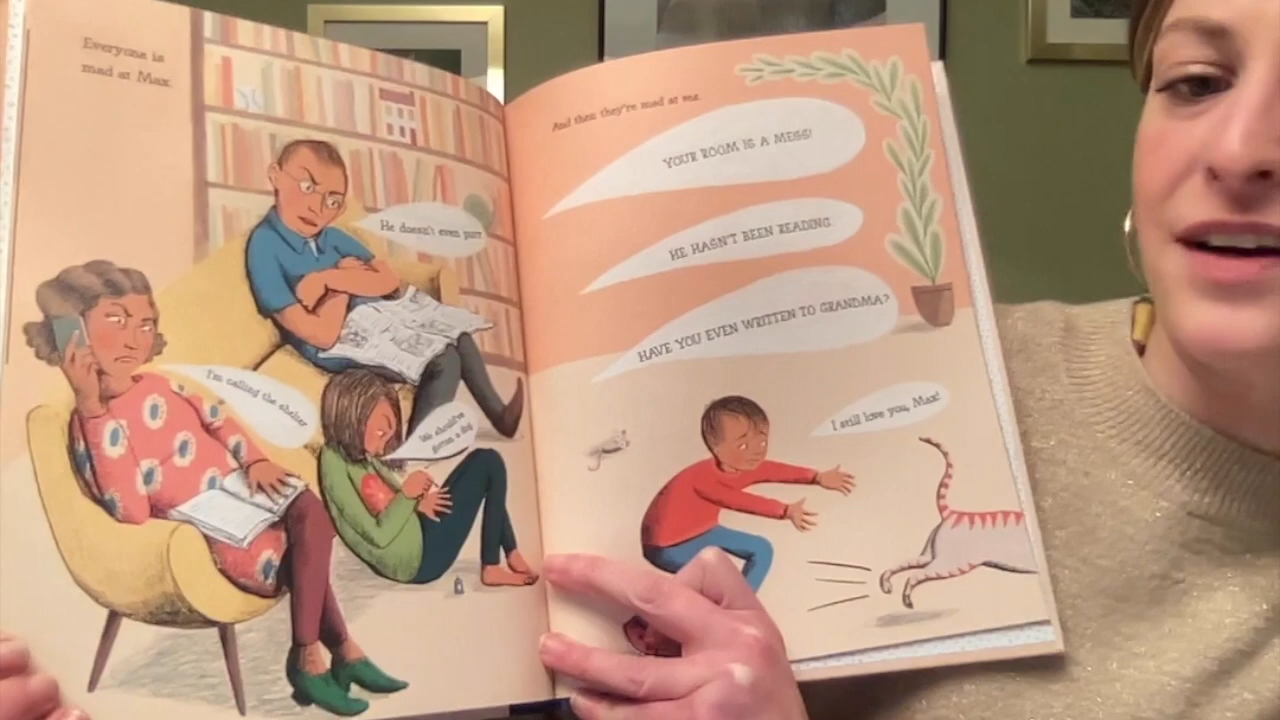 Everyone is
mad at Max.
He doesn't even purr.
I'm calling the shelter
We should've
gotten a dog
And then they're mad at me.
YOUR ROOM IS A MESS!
HE HASN'T BEEN READING.
HAVE YOU EVEN WRITTEN TO GRANDMA?
I still love you, Max!